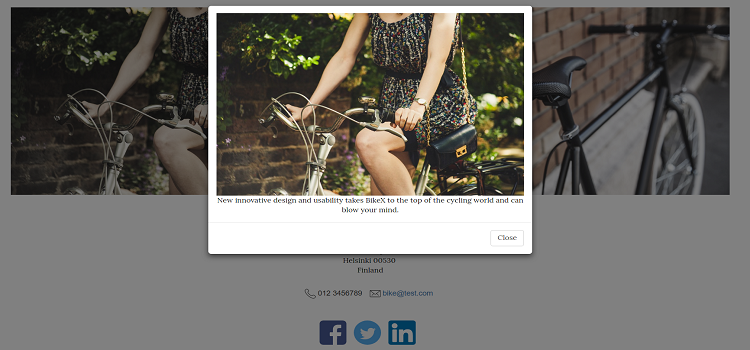 New innovative design and usability takes BikeX to the top of the cycling world and can
blow your mind.
Close
Helsinki 00530
Finland
012 3456789 bike@test.com